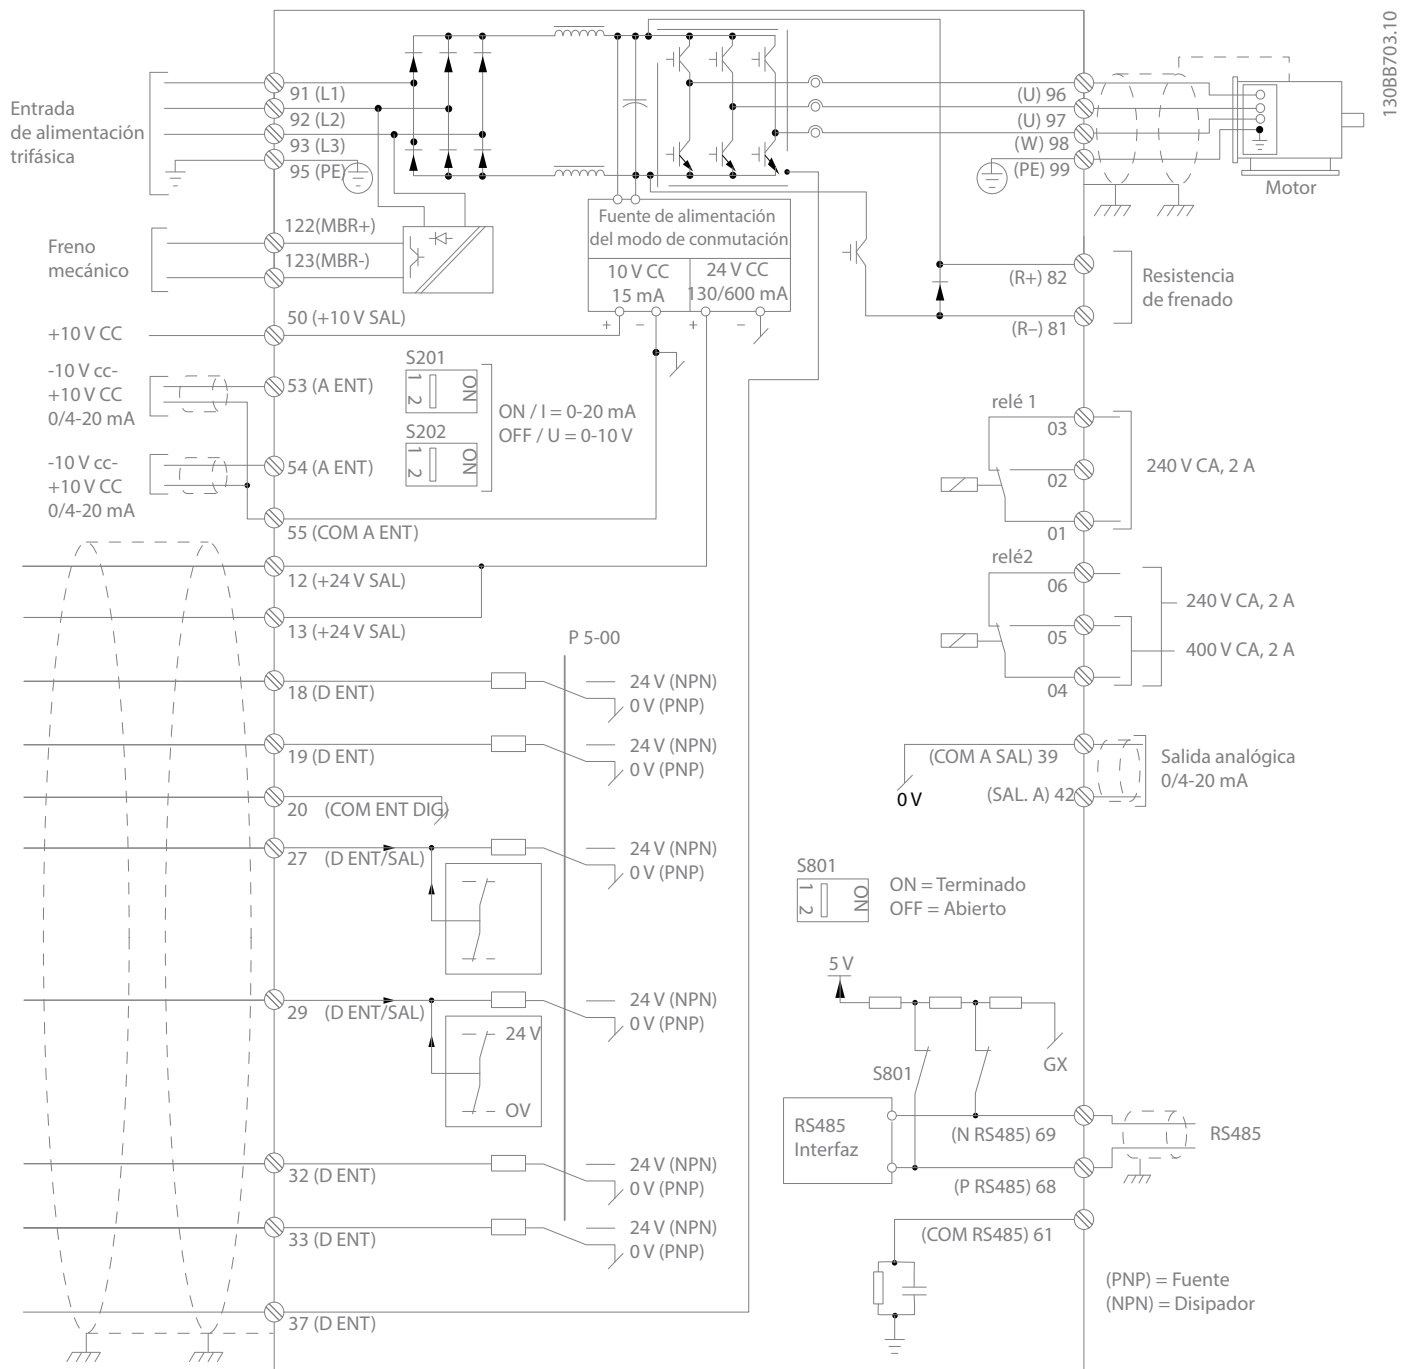 130BB703.10
Entrada
de alimentación
trifásica
91 (L1)
92 (L2)
93 (L3)
95 (PE)
(U) 96
(U) 97
(W) 98
(PE) 99
Motor
Freno
mecánico
122(MBR+)
123(MBR-)
Fuente de alimentación
del modo de conmutación
10 V CC
15 mA
24 V CC
130/600 mA
+ − + −
(R+) 82
(R−) 81
Resistencia
de frenado
+10 V CC
50 (+10 V SAL)
-10 V cc-
+10 V CC
0/4-20 mA
53 (A ENT)
S201
1 2 ON
S202
1 2 ON
ON / I = 0-20 mA
OFF / U = 0-10 V
-10 V cc-
+10 V CC
0/4-20 mA
54 (A ENT)
55 (COM A ENT)
relé 1
03
02
01
240 V CA, 2 A
relé2
06
05
04
240 V CA, 2 A
400 V CA, 2 A
12 (+24 V SAL)
13 (+24 V SAL)
P 5-00
18 (D ENT)
24 V (NPN)
0 V (PNP)
19 (D ENT)
24 V (NPN)
0 V (PNP)
20 (COM ENT DIG)
27 (D ENT/SAL)
24 V (NPN)
0 V (PNP)
29 (D ENT/SAL)
24 V (NPN)
0 V (PNP)
24 V
OV
32 (D ENT)
24 V (NPN)
0 V (PNP)
33 (D ENT)
24 V (NPN)
0 V (PNP)
37 (D ENT)
(COM A SAL) 39
0 V
(SAL. A) 42
Salida analógica
0/4-20 mA
S801
1 2 ON
ON = Terminado
OFF = Abierto
5 V
S801
GX
RS485
Interfaz
(N RS485) 69
(P RS485) 68
RS485
(COM RS485) 61
(PNP) = Fuente
(NPN) = Disipador